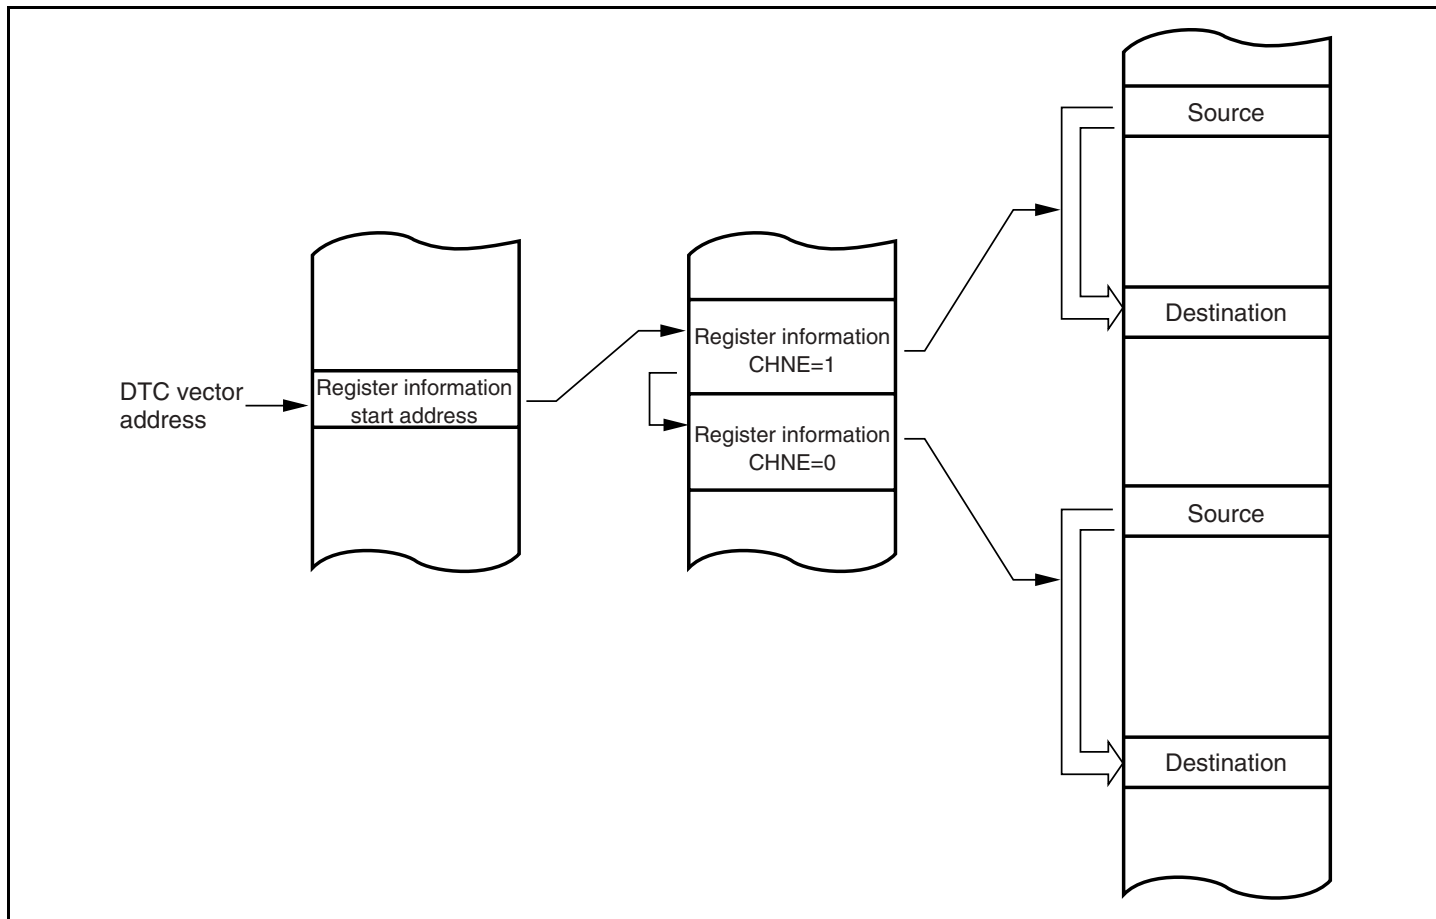 DTC vector
address
Register information
start address
Register information
CHNE=1
Register information
CHNE=0
Source
Destination
Source
Destination